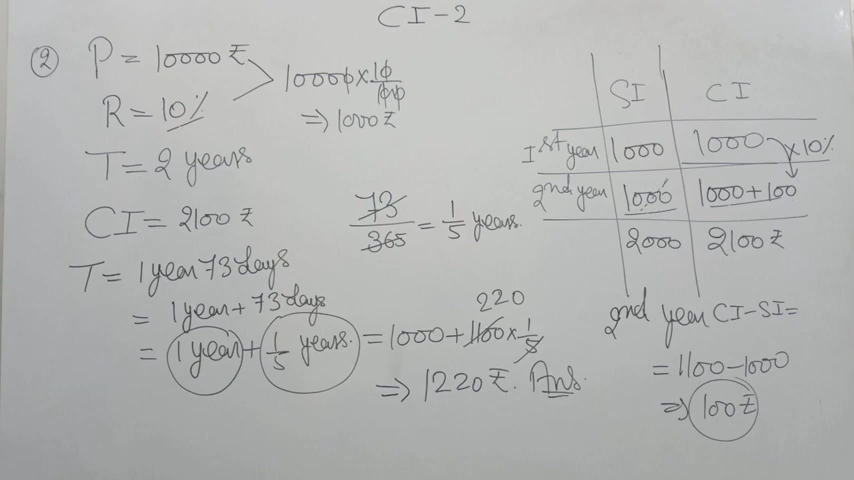 CI-2
② P = 10000 ₹
R = 10%
10000 × 10/100
⇒ 1000 ₹
T = 2 years
CI = 2100 ₹
73/365 = 1/5 years.
T = 1 year 73 days
= 1 year + 73 days
= 1 year + 1/5 years. = 1000 + 1100 × 1/5
220
⇒ 1220 ₹. Ans.
SI CI
Ist year 1000 1000 ×10%
2nd year 1000 1000 + 100
2000 2100 ₹
2nd year CI - SI =
= 1100 - 1000
⇒ 100 ₹